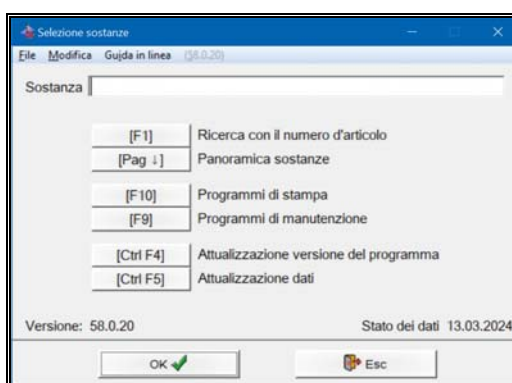 Selezione sostanze
File Modifica Guida in linea (58.0.20)
Sostanza
[F1] Ricerca con il numero d'articolo
[Pag ↓] Panoramica sostanze
[F10] Programmi di stampa
[F9] Programmi di manutenzione
[Ctrl F4] Attualizzazione versione del programma
[Ctrl F5] Attualizzazione dati
Versione: 58.0.20 Stato dei dati 13.03.2024
OK Esc